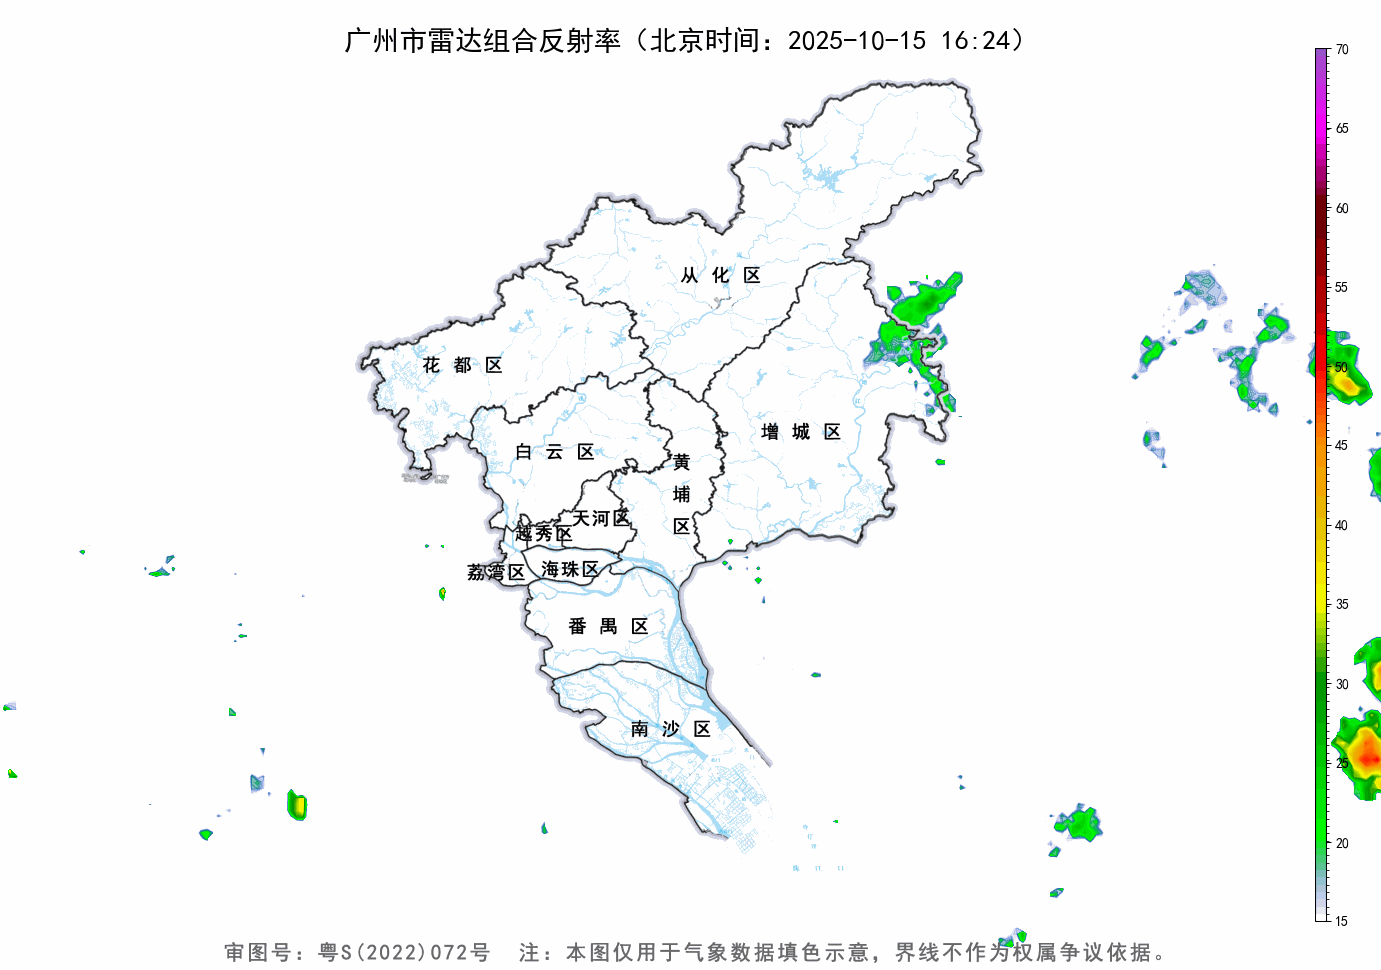 广州市雷达组合反射率（北京时间：2025-10-15 16:24）
70
65
60
55
50
45
40
35
30
25
20
15
从化区
花都区
增城区
白云区
黄埔区
天河区
越秀区
海珠区
荔湾区
番禺区
南沙区
审图号：粤S(2022)072号 注：本图仅用于气象数据填色示意，界线不作为权属争议依据。